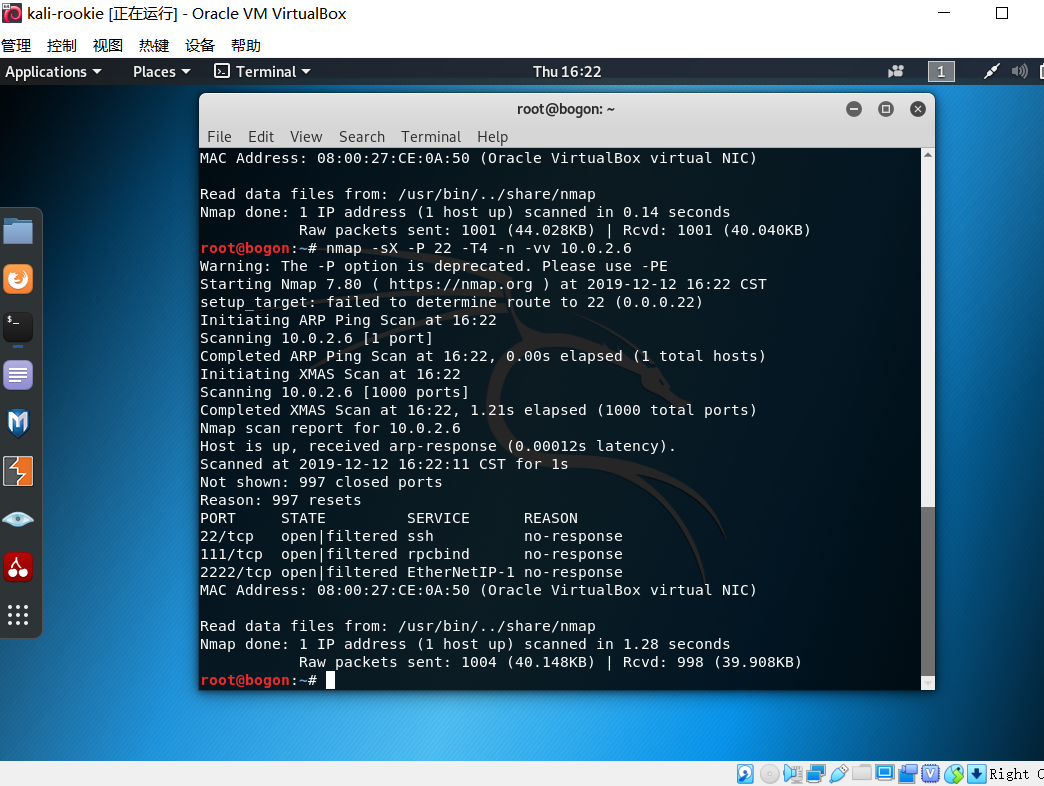 kali-rookie [正在运行] - Oracle VM VirtualBox
管理 控制 视图 热键 设备 帮助
Applications Places Terminal Thu 16:22 1
root@bogon: ~
File Edit View Search Terminal Help
MAC Address: 08:00:27:CE:0A:50 (Oracle VirtualBox virtual NIC)
Read data files from: /usr/bin/../share/nmap
Nmap done: 1 IP address (1 host up) scanned in 0.14 seconds
Raw packets sent: 1001 (44.028KB) | Rcvd: 1001 (40.040KB)
root@bogon:~# nmap -sX -P 22 -T4 -n -vv 10.0.2.6
Warning: The -P option is deprecated. Please use -PE
Starting Nmap 7.80 ( https://nmap.org ) at 2019-12-12 16:22 CST
setup_target: failed to determine route to 22 (0.0.0.22)
Initiating ARP Ping Scan at 16:22
Scanning 10.0.2.6 [1 port]
Completed ARP Ping Scan at 16:22, 0.00s elapsed (1 total hosts)
Initiating XMAS Scan at 16:22
Scanning 10.0.2.6 [1000 ports]
Completed XMAS Scan at 16:22, 1.21s elapsed (1000 total ports)
Nmap scan report for 10.0.2.6
Host is up, received arp-response (0.00012s latency).
Scanned at 2019-12-12 16:22:11 CST for 1s
Not shown: 997 closed ports
Reason: 997 resets
PORT STATE SERVICE REASON
22/tcp open|filtered ssh no-response
111/tcp open|filtered rpcbind no-response
2222/tcp open|filtered EtherNetIP-1 no-response
MAC Address: 08:00:27:CE:0A:50 (Oracle VirtualBox virtual NIC)
Read data files from: /usr/bin/../share/nmap
Nmap done: 1 IP address (1 host up) scanned in 1.28 seconds
Raw packets sent: 1004 (40.148KB) | Rcvd: 998 (39.908KB)
root@bogon:~#
Right C